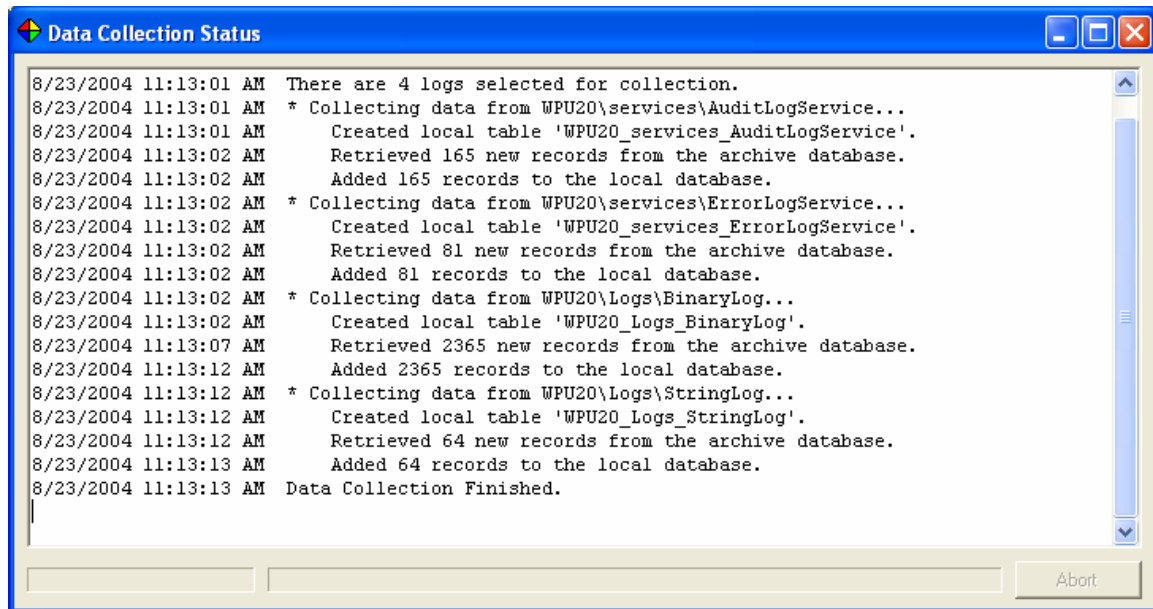 Data Collection Status
8/23/2004 11:13:01 AM  There are 4 logs selected for collection.
8/23/2004 11:13:01 AM  * Collecting data from WPU20\services\AuditLogService...
8/23/2004 11:13:01 AM      Created local table 'WPU20_services_AuditLogService'.
8/23/2004 11:13:02 AM      Retrieved 165 new records from the archive database.
8/23/2004 11:13:02 AM      Added 165 records to the local database.
8/23/2004 11:13:02 AM  * Collecting data from WPU20\services\ErrorLogService...
8/23/2004 11:13:02 AM      Created local table 'WPU20_services_ErrorLogService'.
8/23/2004 11:13:02 AM      Retrieved 81 new records from the archive database.
8/23/2004 11:13:02 AM      Added 81 records to the local database.
8/23/2004 11:13:02 AM  * Collecting data from WPU20\Logs\BinaryLog...
8/23/2004 11:13:02 AM      Created local table 'WPU20_Logs_BinaryLog'.
8/23/2004 11:13:07 AM      Retrieved 2365 new records from the archive database.
8/23/2004 11:13:12 AM      Added 2365 records to the local database.
8/23/2004 11:13:12 AM  * Collecting data from WPU20\Logs\StringLog...
8/23/2004 11:13:12 AM      Created local table 'WPU20_Logs_StringLog'.
8/23/2004 11:13:12 AM      Retrieved 64 new records from the archive database.
8/23/2004 11:13:13 AM      Added 64 records to the local database.
8/23/2004 11:13:13 AM  Data Collection Finished.
Abort